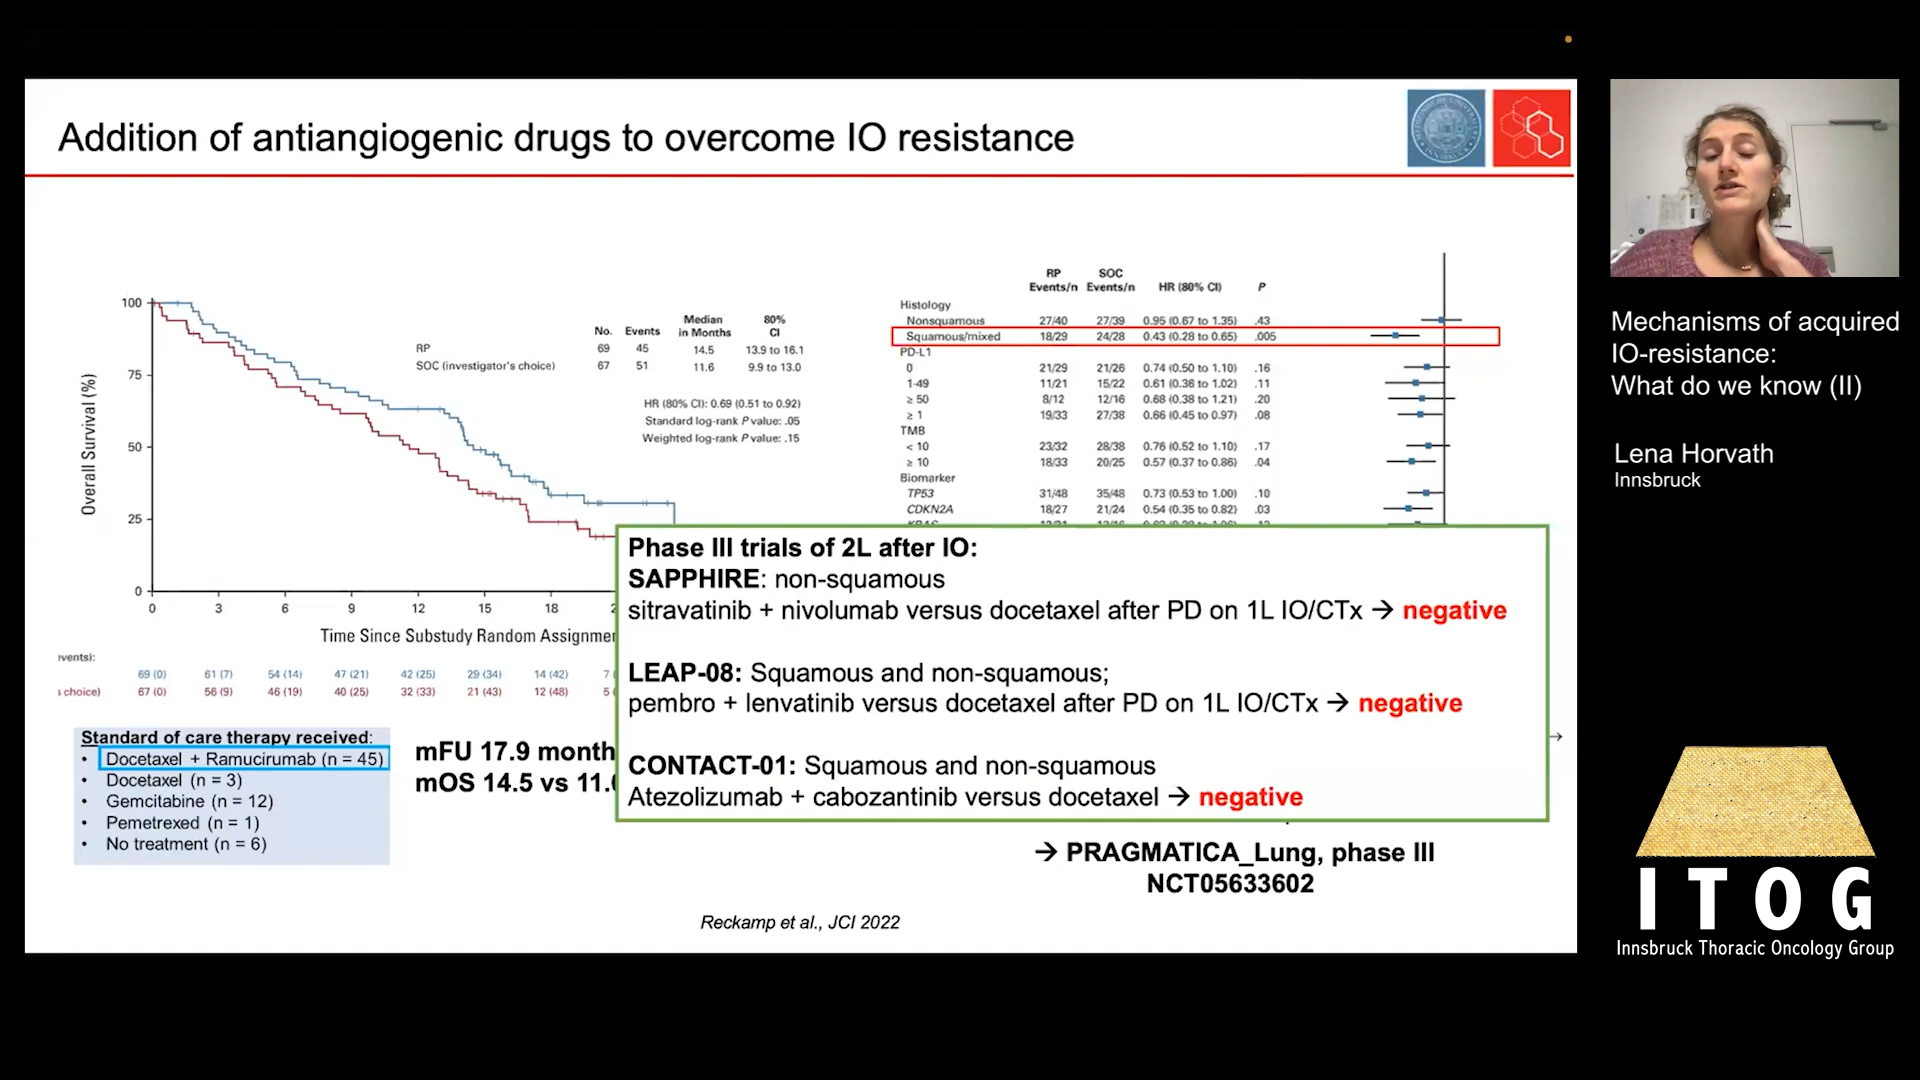 Addition of antiangiogenic drugs to overcome IO resistance
Overall Survival (%)
100
75
50
25
0
0 3 6 9 12 15 18
Time Since Substudy Random Assignmen
No. Events Median in Months 80% CI
RP 69 45 14.5 13.9 to 16.1
SOC (investigator's choice) 67 51 11.6 9.9 to 13.0
HR (80% CI): 0.69 (0.51 to 0.92)
Standard log-rank P value: .05
Weighted log-rank P value: .15
vents):
69 (0) 61 (7) 54 (14) 47 (21) 42 (25) 29 (34) 14 (42) 7
choice) 67 (0) 56 (9) 46 (19) 40 (25) 32 (33) 21 (43) 12 (48) 5
RP Events/n SOC Events/n HR (80% CI) P
Histology
Nonsquamous 27/40 27/39 0.95 (0.67 to 1.35) .43
Squamous/mixed 18/29 24/28 0.43 (0.28 to 0.65) .005
PD-L1
0 21/29 21/26 0.74 (0.50 to 1.10) .16
1-49 11/21 15/22 0.61 (0.36 to 1.02) .11
≥ 50 8/12 12/16 0.68 (0.38 to 1.21) .20
≥ 1 19/33 27/38 0.66 (0.45 to 0.97) .08
TMB
< 10 23/32 28/38 0.76 (0.52 to 1.10) .17
≥ 10 18/33 20/25 0.57 (0.37 to 0.86) .04
Biomarker
TP53 31/48 35/48 0.73 (0.53 to 1.00) .10
CDKN2A 18/27 21/24 0.54 (0.35 to 0.82) .03
Standard of care therapy received:
• Docetaxel + Ramucirumab (n = 45)
• Docetaxel (n = 3)
• Gemcitabine (n = 12)
• Pemetrexed (n = 1)
• No treatment (n = 6)
mFU 17.9 month
mOS 14.5 vs 11.
Phase III trials of 2L after IO:
SAPPHIRE: non-squamous
sitravatinib + nivolumab versus docetaxel after PD on 1L IO/CTx → negative
LEAP-08: Squamous and non-squamous;
pembro + lenvatinib versus docetaxel after PD on 1L IO/CTx → negative
CONTACT-01: Squamous and non-squamous
Atezolizumab + cabozantinib versus docetaxel → negative
→ PRAGMATICA_Lung, phase III
NCT05633602
Reckamp et al., JCI 2022
Mechanisms of acquired
IO-resistance:
What do we know (II)
Lena Horvath
Innsbruck
ITOG
Innsbruck Thoracic Oncology Group